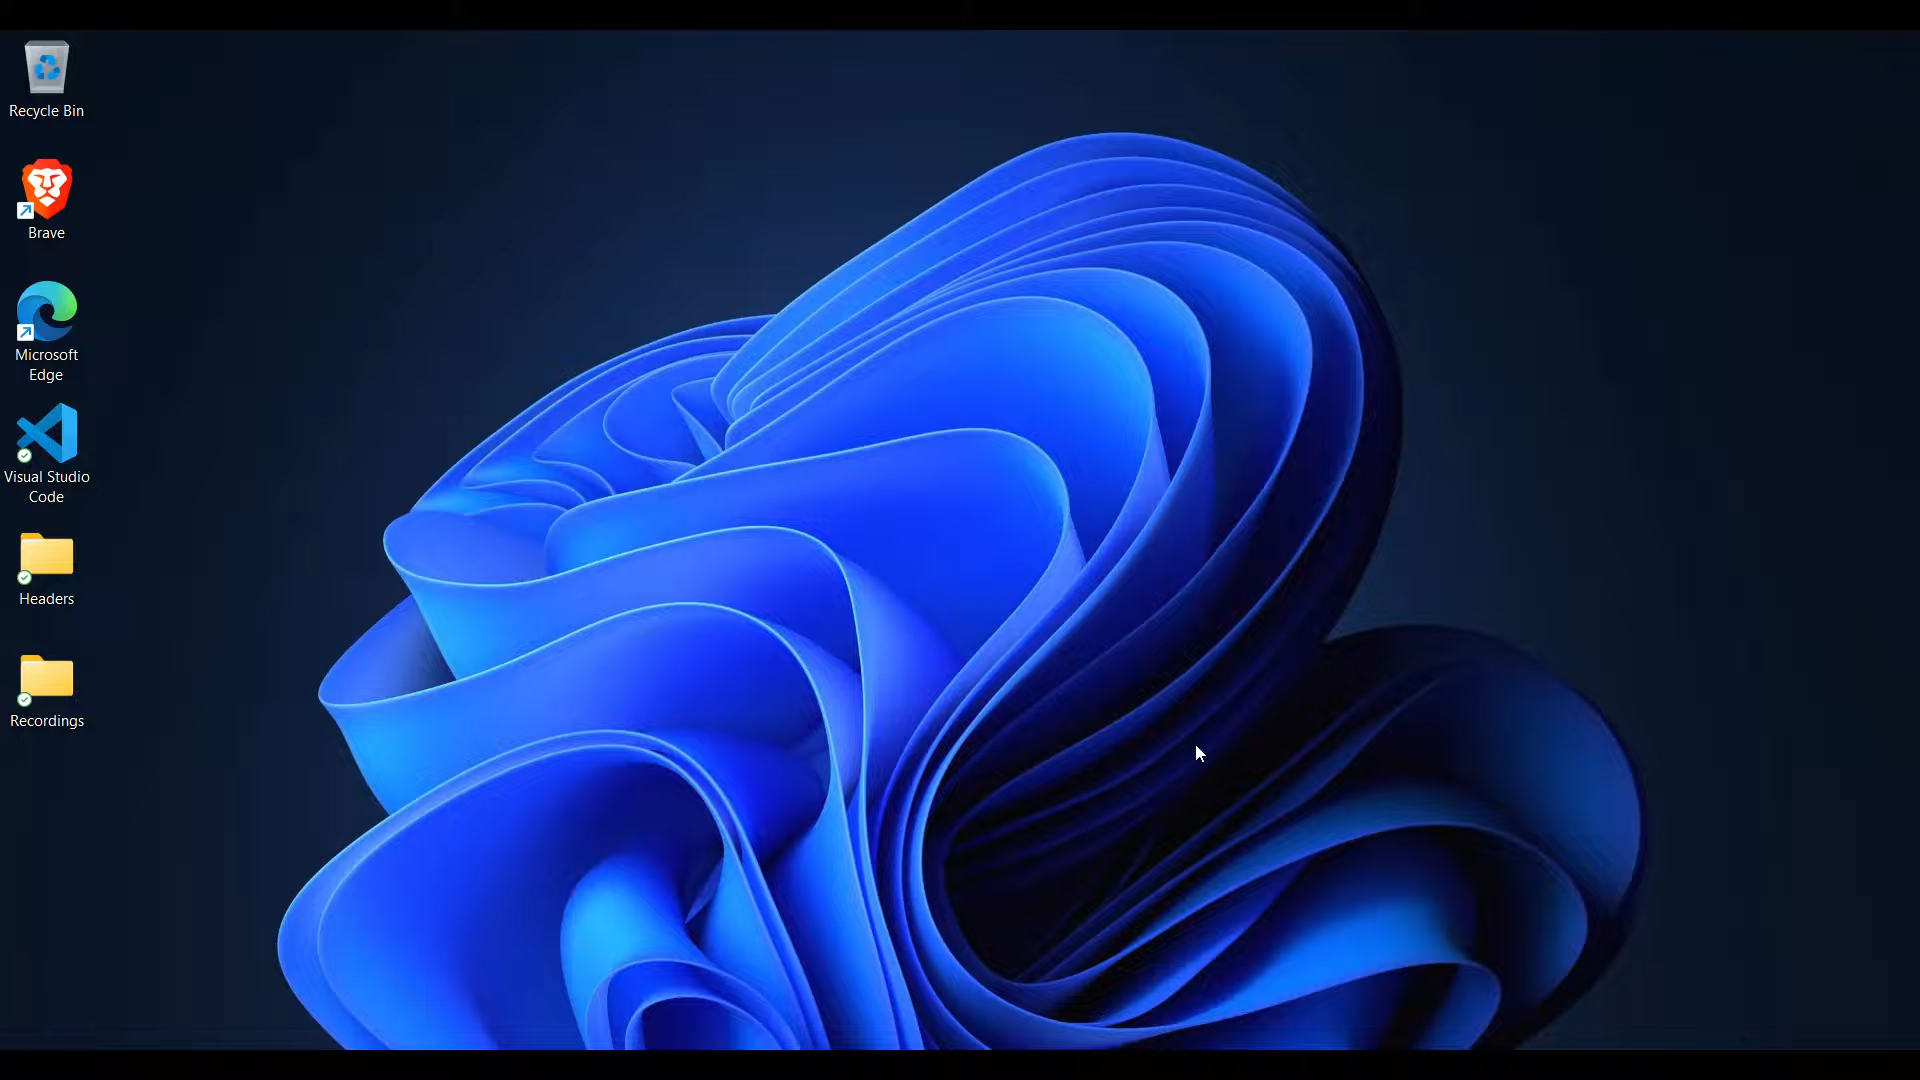 Recycle Bin
Brave
Microsoft
Edge
Visual Studio
Code
Headers
Recordings